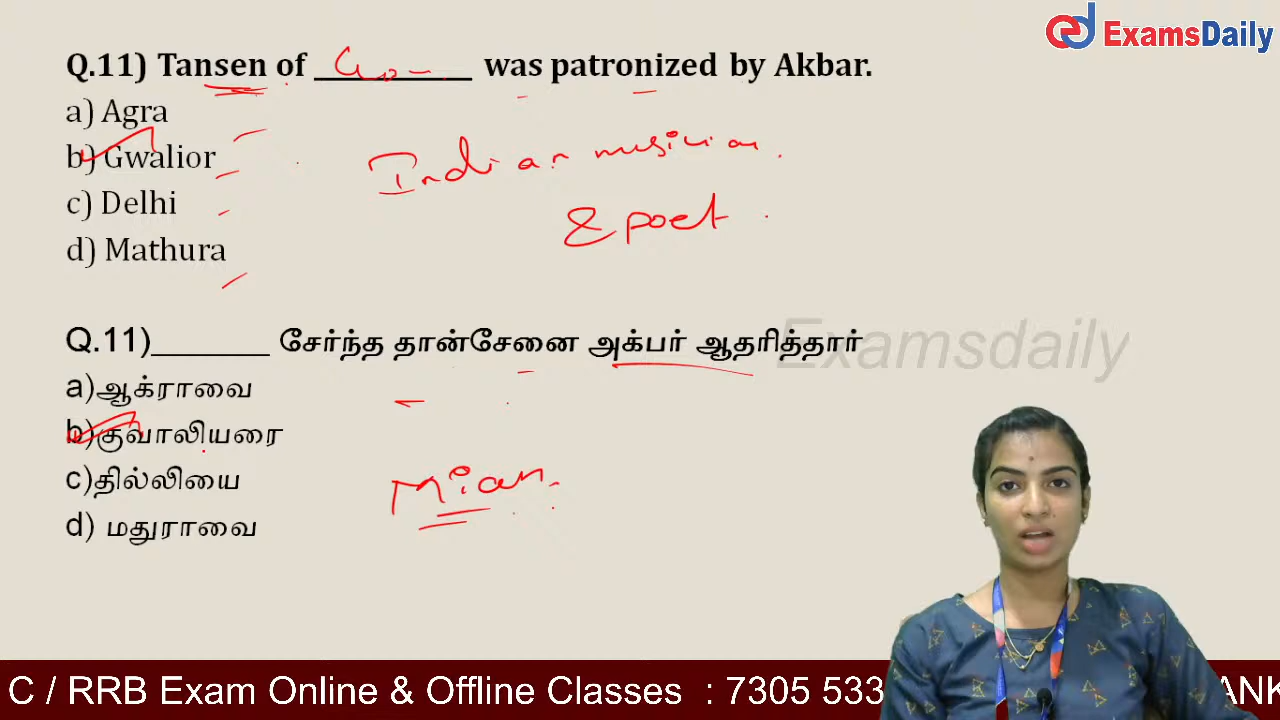 ExamsDaily
Q.11) Tansen of ________ was patronized by Akbar.
a) Agra
b) Gwalior
c) Delhi
d) Mathura
Indian musician
& poet
Q.11)_______ சேர்ந்த தான்சேனை அக்பர் ஆதரித்தார்
Examsdaily
a)ஆக்ராவை
b)குவாலியரை
c)தில்லியை
d) மதுராவை
Mian
C / RRB Exam Online & Offline Classes : 7305 533
ANK